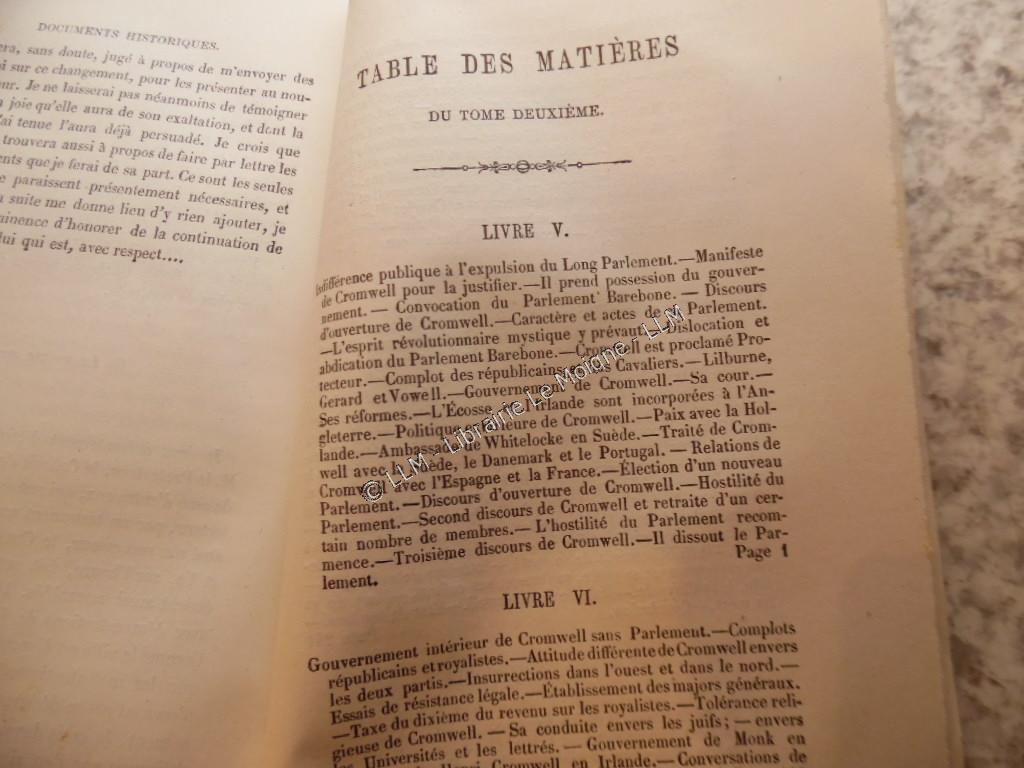 DOCUMENTS HISTORIQUES.
era, sans doute, jugé à propos de m'envoyer des
i sur ce changement, pour les présenter au nou-
ur. Je ne laisserai pas néanmoins de témoigner
joie qu'elle aura de son exaltation, et dont la
'ai tenue l'aura déjà persuadé. Je crois que
trouvera aussi à propos de faire par lettre les
ents que je ferai de sa part. Ce sont les seules
e paraissent présentement nécessaires, et
suite me donne lieu d'y rien ajouter, je
minence d'honorer de la continuation de
lui qui est, avec respect....
TABLE DES MATIÈRES
DU TOME DEUXIÈME.
LIVRE V.
Indifférence publique à l'expulsion du Long Parlement.—Manifeste
de Cromwell pour la justifier.—Il prend possession du gouver-
nement. — Convocation du Parlement Barebone. — Discours
d'ouverture de Cromwell.—Caractère et actes de ce Parlement.
—L'esprit révolutionnaire mystique y prévaut.—Dislocation et
abdication du Parlement Barebone.—Cromwell est proclamé Pro-
tecteur.—Complot des républicains et des Cavaliers.—Lilburne,
Gerard et Vowell.—Gouvernement de Cromwell.—Sa cour.—
Ses réformes.—L'Écosse et l'Irlande sont incorporées à l'An-
gleterre.—Politique extérieure de Cromwell.—Paix avec la Hol-
lande.—Ambassade de Whitelocke en Suède.—Traité de Crom-
well avec la Suède, le Danemark et le Portugal. — Relations de
Cromwell avec l'Espagne et la France.—Élection d'un nouveau
Parlement.—Discours d'ouverture de Cromwell.—Hostilité du
Parlement.—Second discours de Cromwell et retraite d'un cer-
tain nombre de membres.— L'hostilité du Parlement recom-
mence.—Troisième discours de Cromwell.—Il dissout le Par-
lement. Page 1
LIVRE VI.
Gouvernement intérieur de Cromwell sans Parlement.—Complots
républicains et royalistes.—Attitude différente de Cromwell envers
les deux partis.—Insurrections dans l'ouest et dans le nord.—
Essais de résistance légale.—Établissement des majors généraux.
—Taxe du dixième du revenu sur les royalistes.—Tolérance reli-
gieuse de Cromwell. — Sa conduite envers les juifs; — envers
les Universités et les lettrés. — Gouvernement de Monk en
Cromwell en Irlande.—Conversations de
© LLM - Librairie Le Moigne - LLM